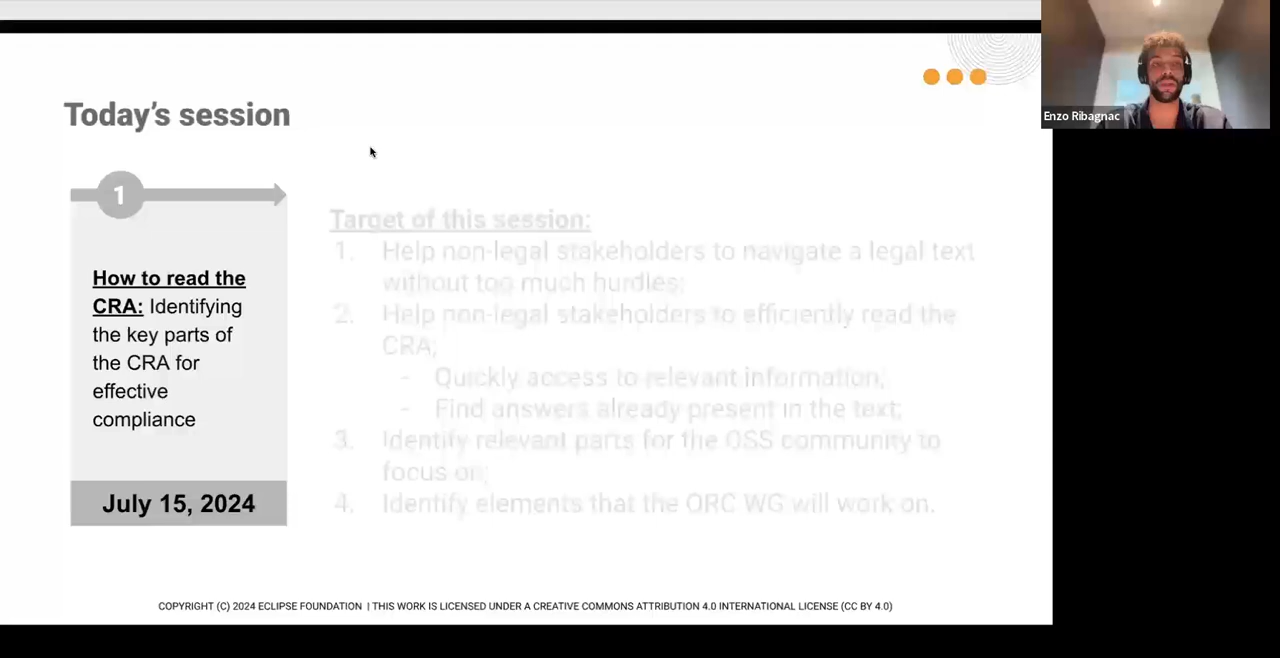 Today's session
1
How to read the
CRA: Identifying
the key parts of
the CRA for
effective
compliance
July 15, 2024
Target of this session:
1. Help non-legal stakeholders to navigate a legal text
without too much hurdles;
2. Help non-legal stakeholders to efficiently read the
CRA;
- Quickly access to relevant information;
- Find answers already present in the text;
3. Identify relevant parts for the OSS community to
focus on;
4. Identify elements that the ORC WG will work on.
COPYRIGHT (C) 2024 ECLIPSE FOUNDATION | THIS WORK IS LICENSED UNDER A CREATIVE COMMONS ATTRIBUTION 4.0 INTERNATIONAL LICENSE (CC BY 4.0)
Enzo Ribagnac